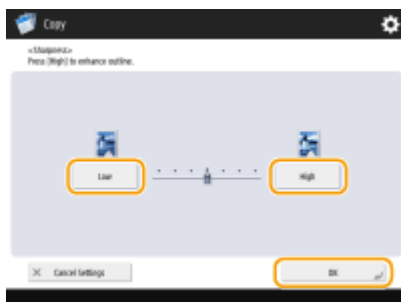 Copy
<Sharpness>
Press [High] to enhance outline.
Low
High
Cancel Settings
OK